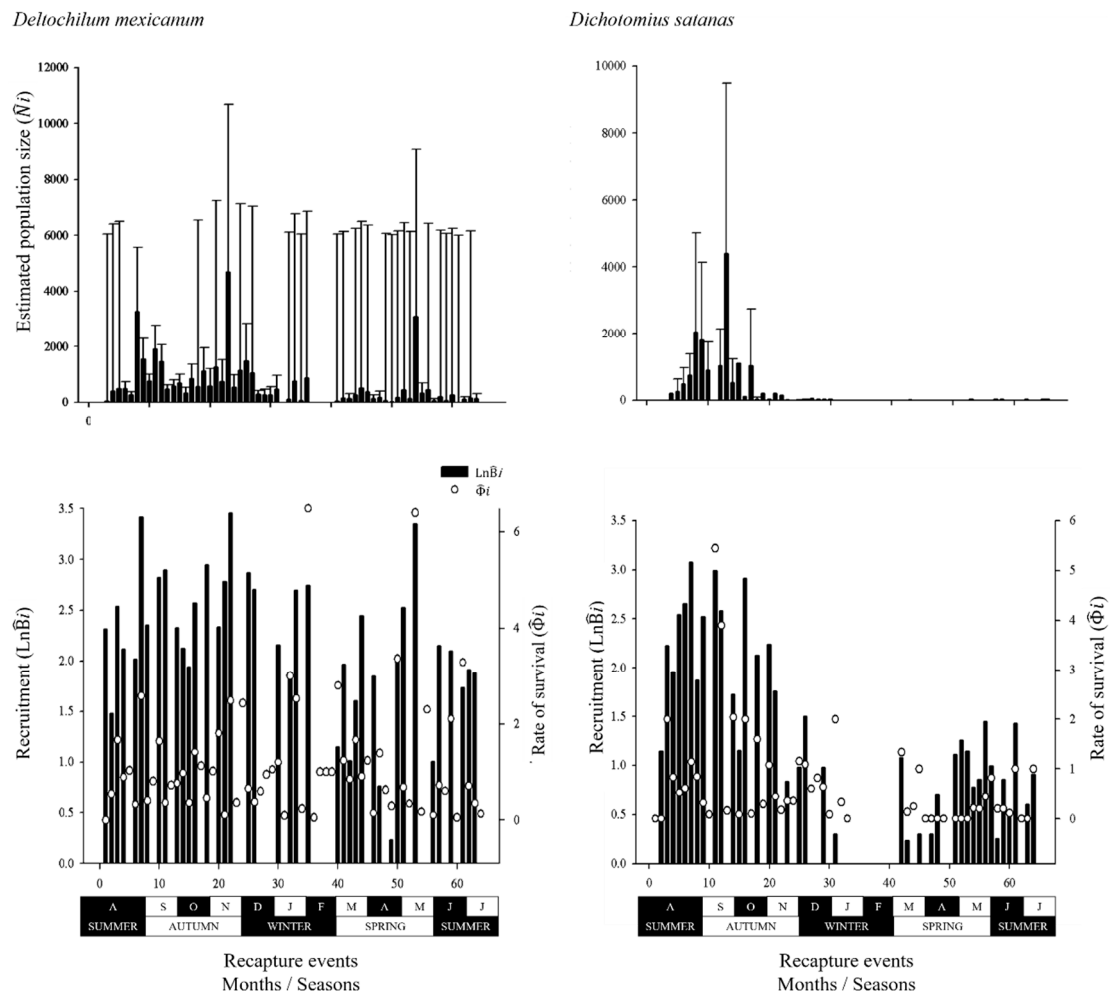 Deltochilum mexicanum
Dichotomius satanas
12000
10000
8000
6000
4000
2000
0
0
Estimated population size (N̂i)
10000
8000
6000
4000
2000
0
LnB̂i
Φ̂i
3.5
3.0
2.5
2.0
1.5
1.0
0.5
0.0
Recruitment (LnB̂i)
6
4
2
0
Rate of survival (Φ̂i)
0 10 20 30 40 50 60
A S O N D J F M A M J J
SUMMER AUTUMN WINTER SPRING SUMMER
Recapture events
Months / Seasons
3.5
3.0
2.5
2.0
1.5
1.0
0.5
0.0
Recruitment (LnB̂i)
6
5
4
3
2
1
0
Rate of survival (Φ̂i)
0 10 20 30 40 50 60
A S O N D J F M A M J J
SUMMER AUTUMN WINTER SPRING SUMMER
Recapture events
Months / Seasons